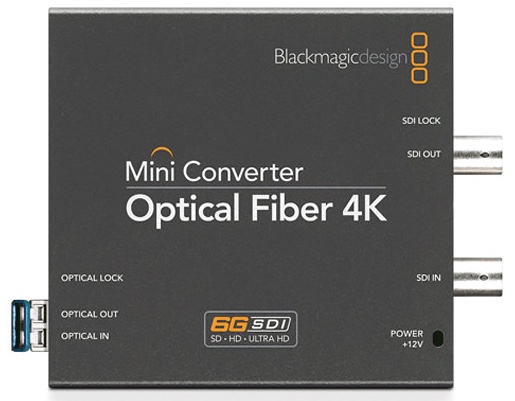 Blackmagicdesign
SDI LOCK
SDI OUT
Mini Converter
Optical Fiber 4K
OPTICAL LOCK
SDI IN
OPTICAL OUT
OPTICAL IN
6G SDI
SD • HD • ULTRA HD
POWER
+12V